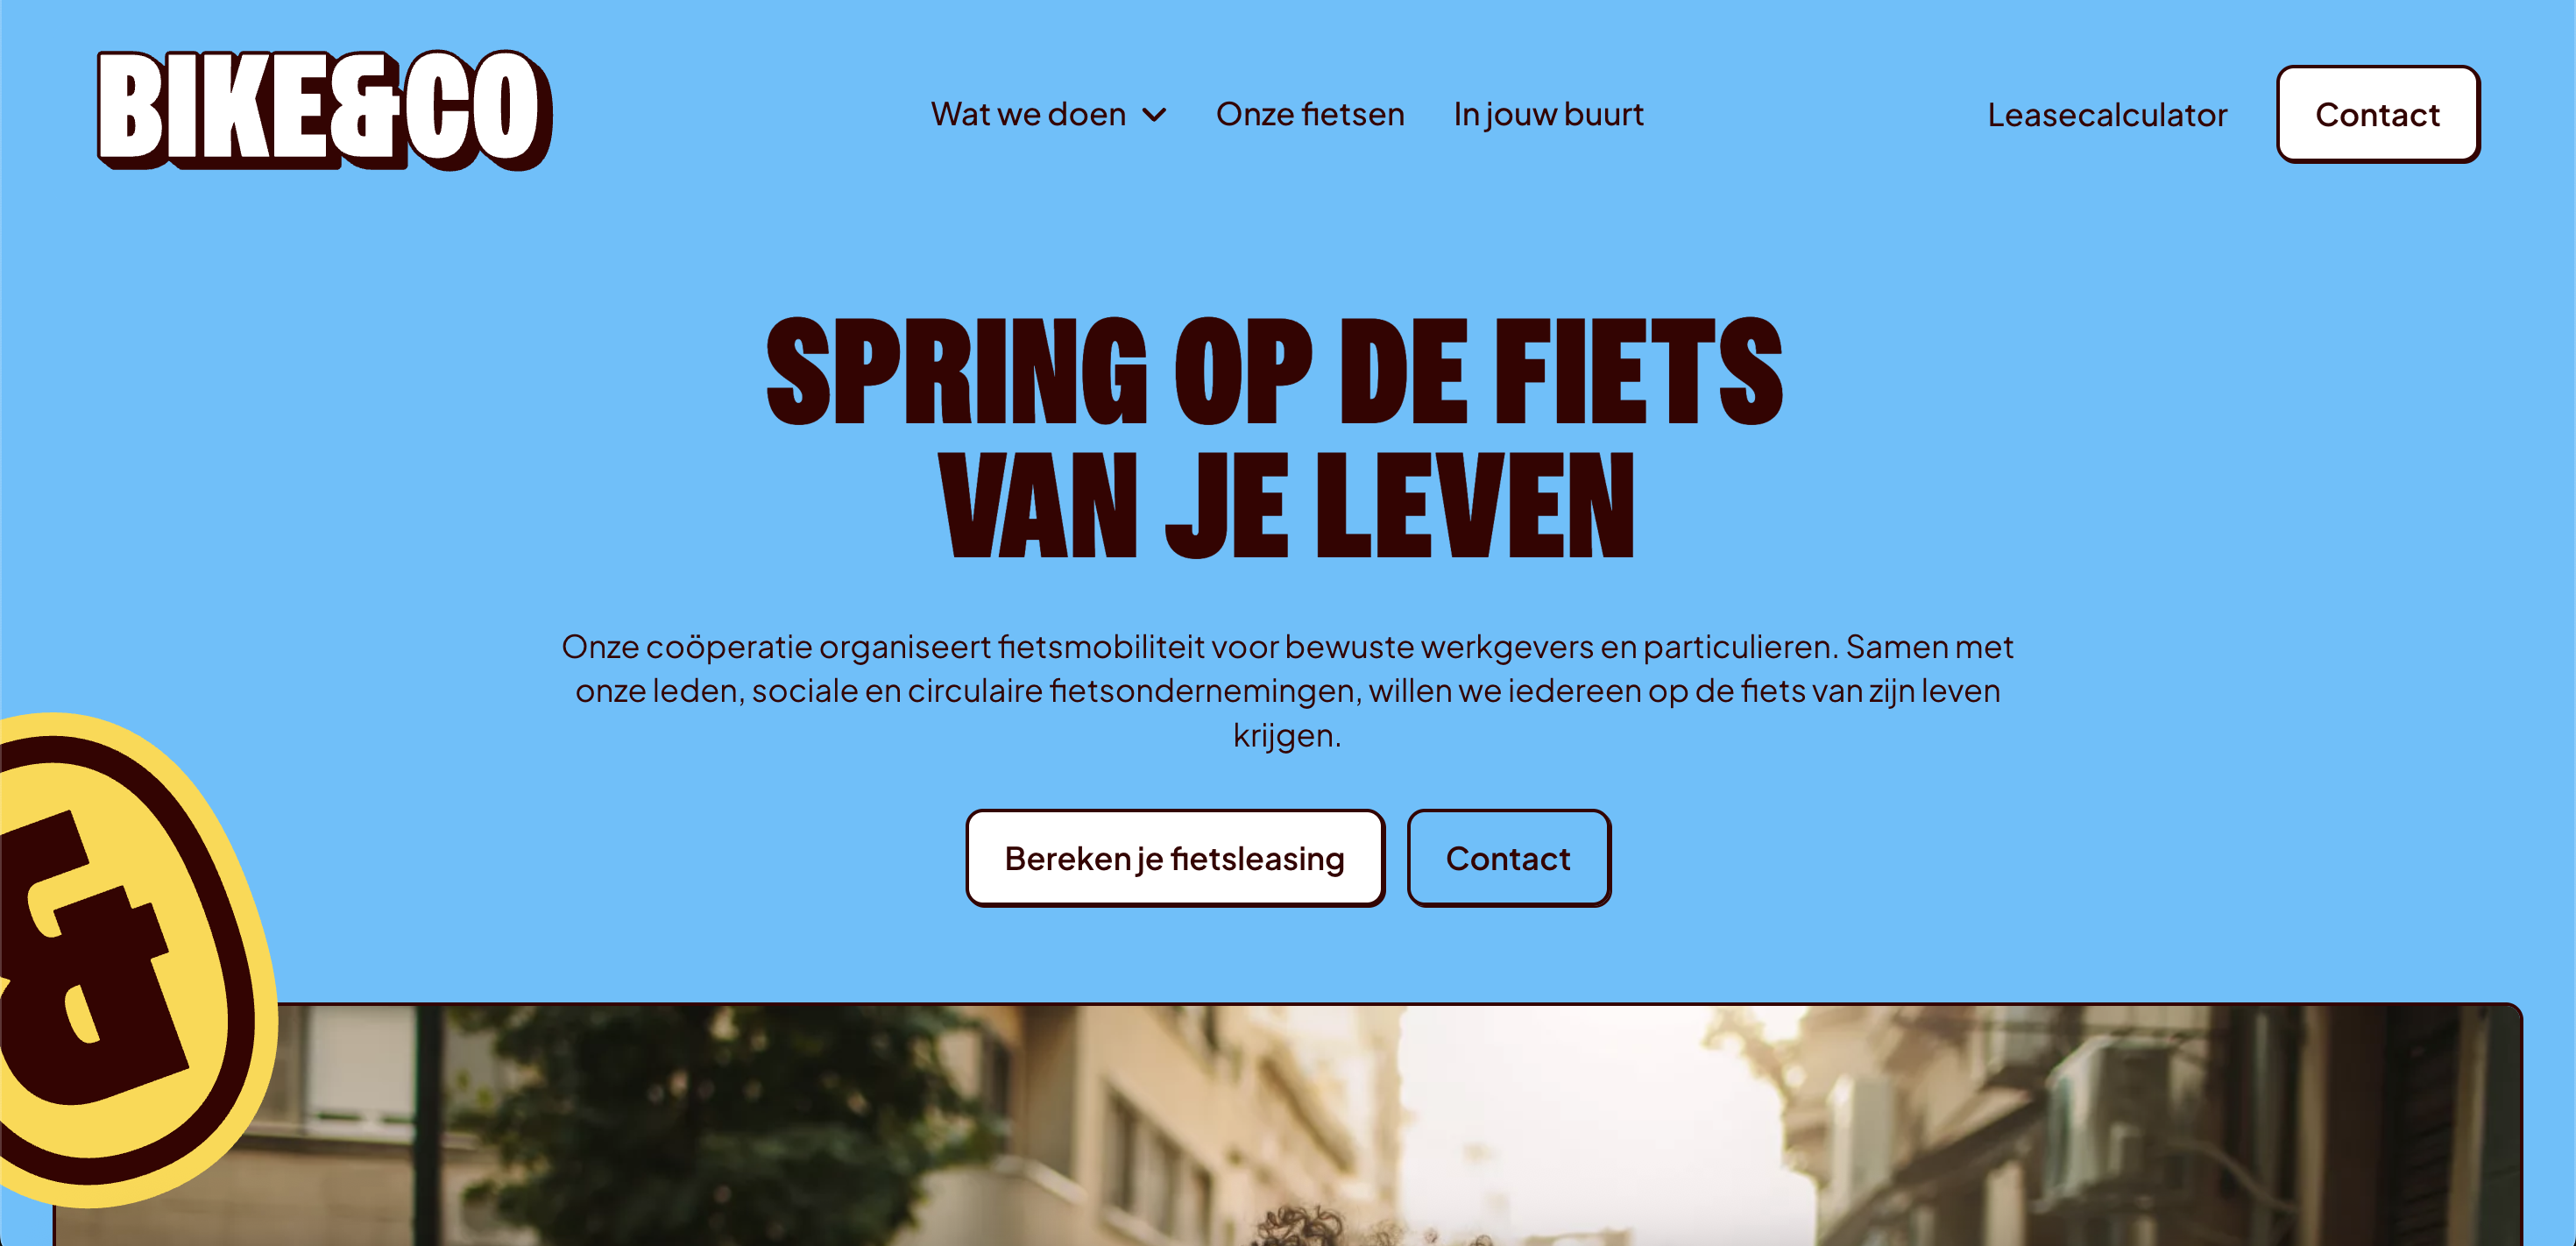 BIKE&CO
Wat we doen
Onze fietsen
In jouw buurt
Leasecalculator
Contact
SPRING OP DE FIETS
VAN JE LEVEN
Onze coöperatie organiseert fietsmobiliteit voor bewuste werkgevers en particulieren. Samen met
onze leden, sociale en circulaire fietsondernemingen, willen we iedereen op de fiets van zijn leven
krijgen.
Bereken je fietsleasing
Contact
&